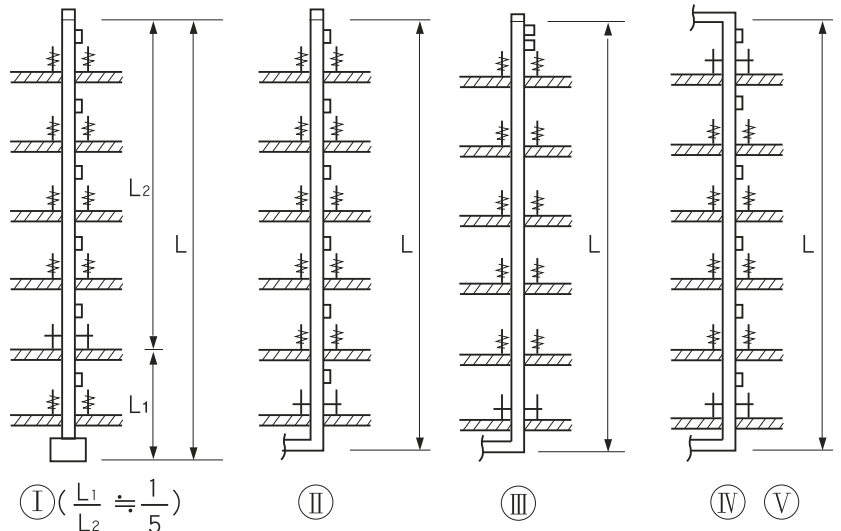 L₂
L
L
L
L
L₁
Ⅰ ( L₁/L₂ ≒ 1/5 )
Ⅱ
Ⅲ
Ⅳ Ⅴ